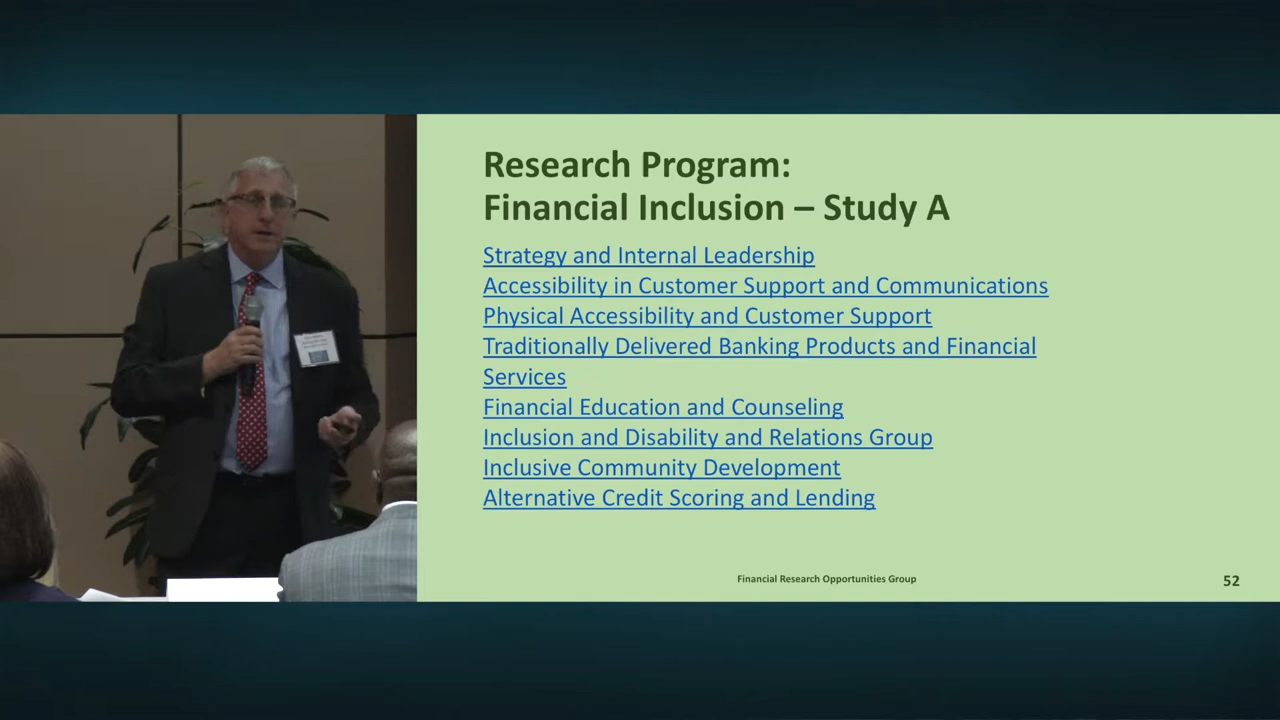 Research Program:
Financial Inclusion – Study A
Strategy and Internal Leadership
Accessibility in Customer Support and Communications
Physical Accessibility and Customer Support
Traditionally Delivered Banking Products and Financial
Services
Financial Education and Counseling
Inclusion and Disability and Relations Group
Inclusive Community Development
Alternative Credit Scoring and Lending
Financial Research Opportunities Group
52